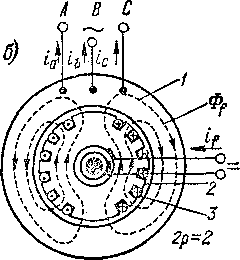 A B C
~
б)
i_a i_b i_c
1
Φ_f
i_f
=
2
3
2p=2